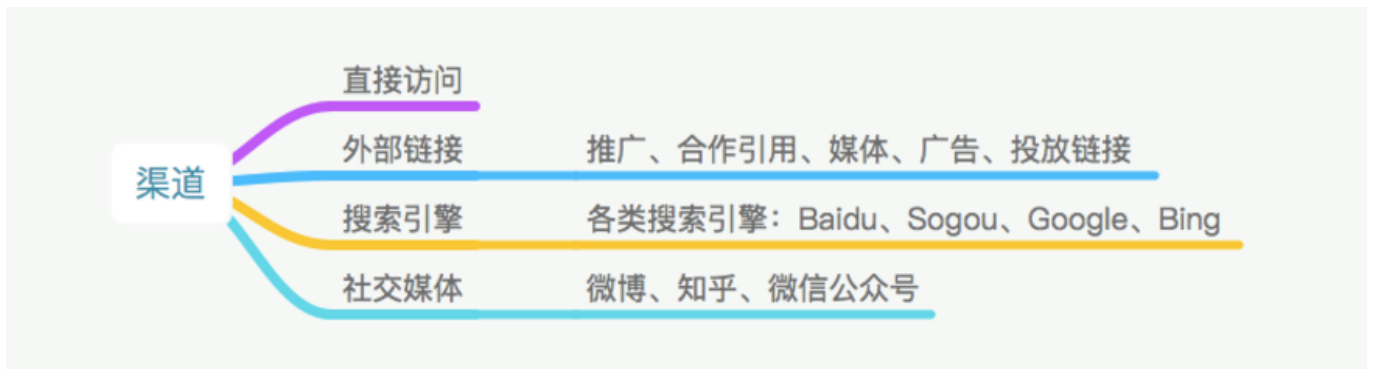 渠道
直接访问
外部链接 推广、合作引用、媒体、广告、投放链接
搜索引擎 各类搜索引擎：Baidu、Sogou、Google、Bing
社交媒体 微博、知乎、微信公众号